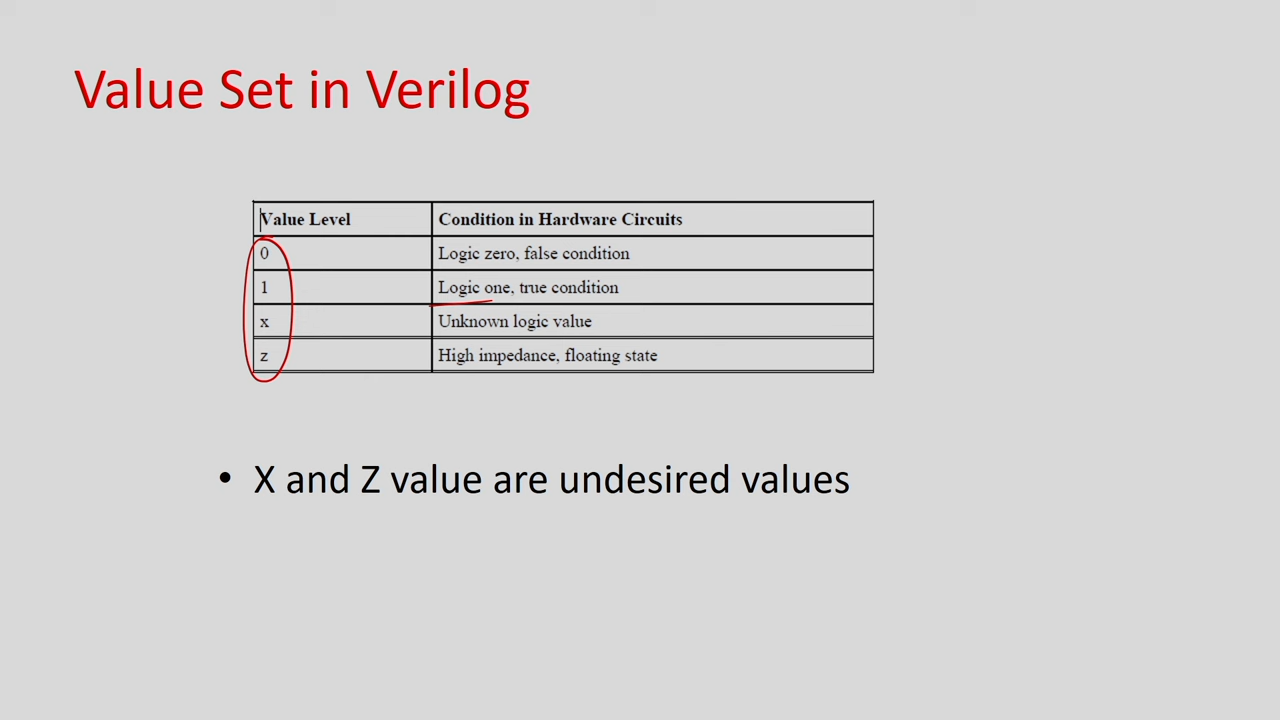 Value Set in Verilog
Value Level Condition in Hardware Circuits
0 Logic zero, false condition
1 Logic one, true condition
x Unknown logic value
z High impedance, floating state
• X and Z value are undesired values